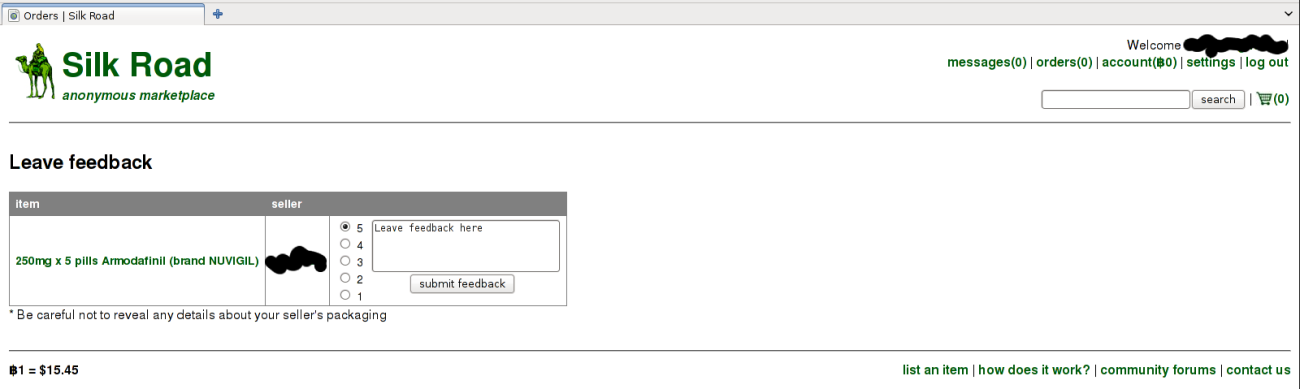 Orders | Silk Road
Silk Road
anonymous marketplace
Welcome
messages(0) | orders(0) | account(฿0) | settings | log out
search | (0)
Leave feedback
item seller
250mg x 5 pills Armodafinil (brand NUVIGIL)
5
4
3
2
1
Leave feedback here
submit feedback
* Be careful not to reveal any details about your seller's packaging
฿1 = $15.45
list an item | how does it work? | community forums | contact us